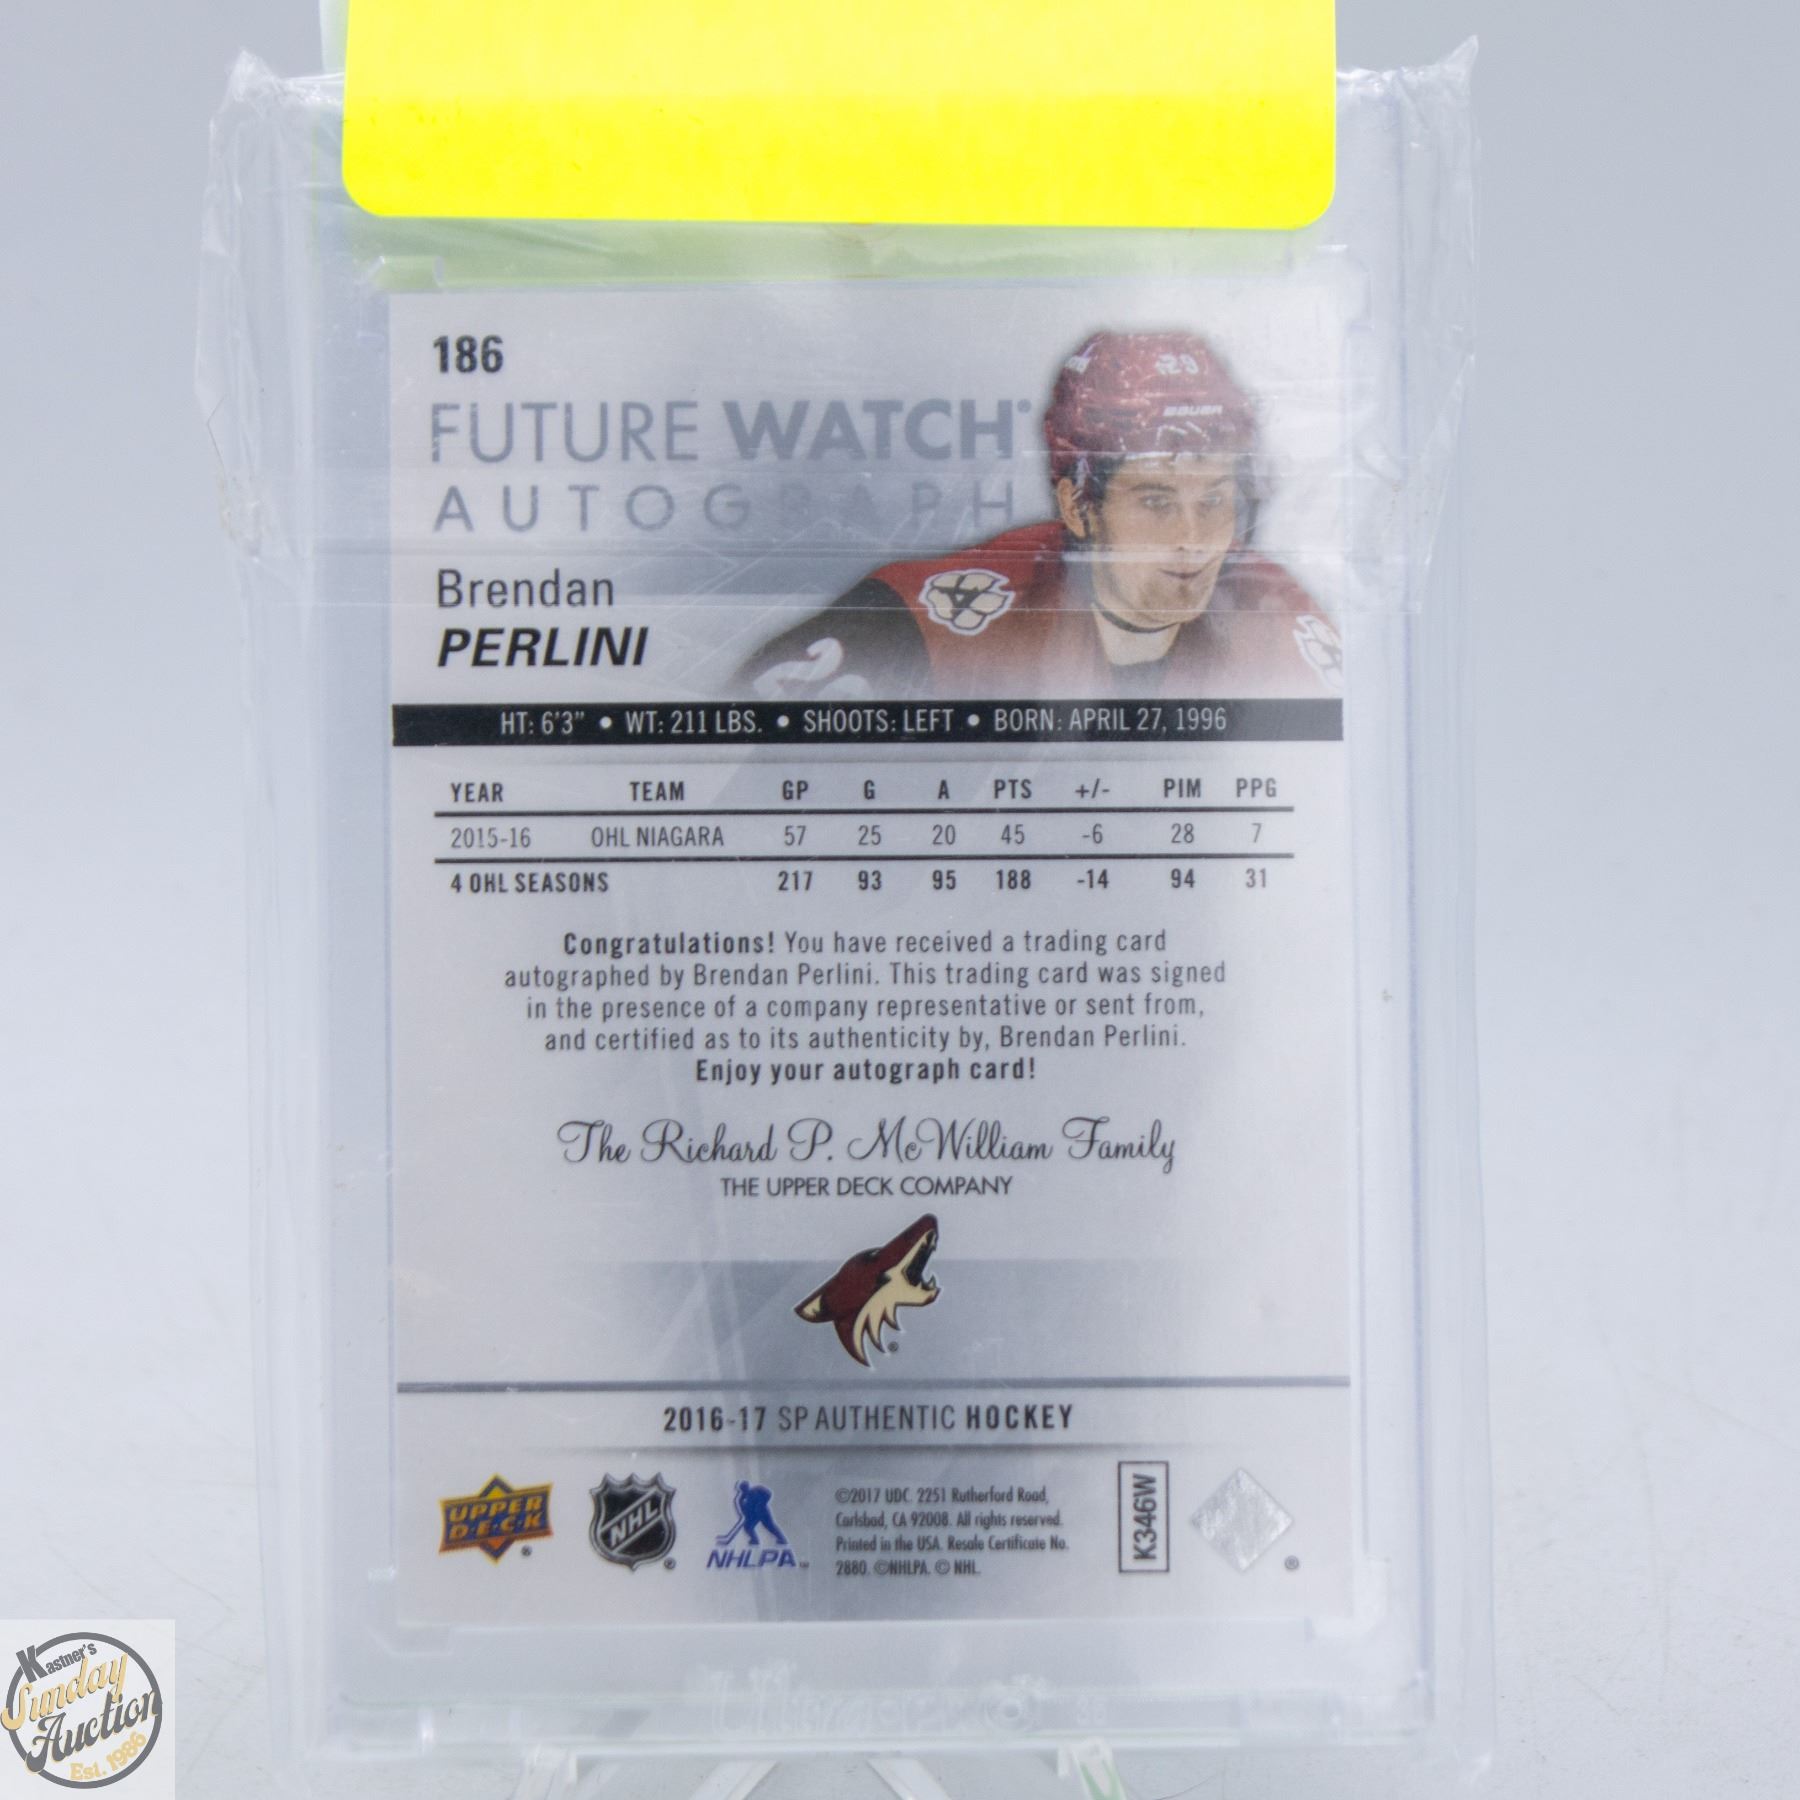 186
FUTURE WATCH
AUTOGRAPH
Brendan
PERLINI
HT: 6'3" • WT: 211 LBS. • SHOOTS: LEFT • BORN: APRIL 27, 1996
YEAR TEAM GP G A PTS +/- PIM PPG
2015-16 OHL NIAGARA 57 25 20 45 -6 28 7
4 OHL SEASONS 217 93 95 188 -14 94 31
Congratulations! You have received a trading card
autographed by Brendan Perlini. This trading card was signed
in the presence of a company representative or sent from,
and certified as to its authenticity by, Brendan Perlini.
Enjoy your autograph card!
The Richard P. McWilliam Family
THE UPPER DECK COMPANY
2016-17 SP AUTHENTIC HOCKEY
UPPER
D·E·C·K
®
NHL
®
NHLPA™
©2017 UDC. 2251 Rutherford Road,
Carlsbad, CA 92008. All rights reserved.
Printed in the USA. Resale Certificate No.
2880. ©NHLPA. © NHL.
K346W
®
29
BAUER
Kastner's
Sunday
Auction
Est. 1986